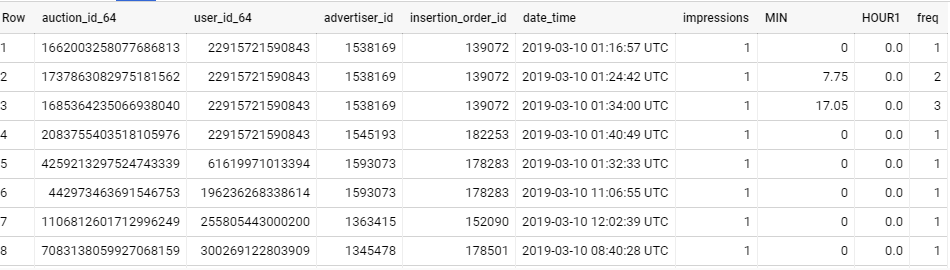 Row auction_id_64 user_id_64 advertiser_id insertion_order_id date_time impressions MIN HOUR1 freq
1 1662003258077686813 22915721590843 1538169 139072 2019-03-10 01:16:57 UTC 1 0 0.0 1
2 1737863082975181562 22915721590843 1538169 139072 2019-03-10 01:24:42 UTC 1 7.75 0.0 2
3 1685364235066938040 22915721590843 1538169 139072 2019-03-10 01:34:00 UTC 1 17.05 0.0 3
4 2083755403518105976 22915721590843 1545193 182253 2019-03-10 01:40:49 UTC 1 0 0.0 1
5 4259213297524743339 61619971013394 1593073 178283 2019-03-10 01:32:33 UTC 1 0 0.0 1
6 442973463691546753 196236268338614 1593073 178283 2019-03-10 11:06:55 UTC 1 0 0.0 1
7 1106812601712996249 255805443000200 1363415 152090 2019-03-10 12:02:39 UTC 1 0 0.0 1
8 7083138059927068159 300269122803909 1345478 178501 2019-03-10 08:40:28 UTC 1 0 0.0 1